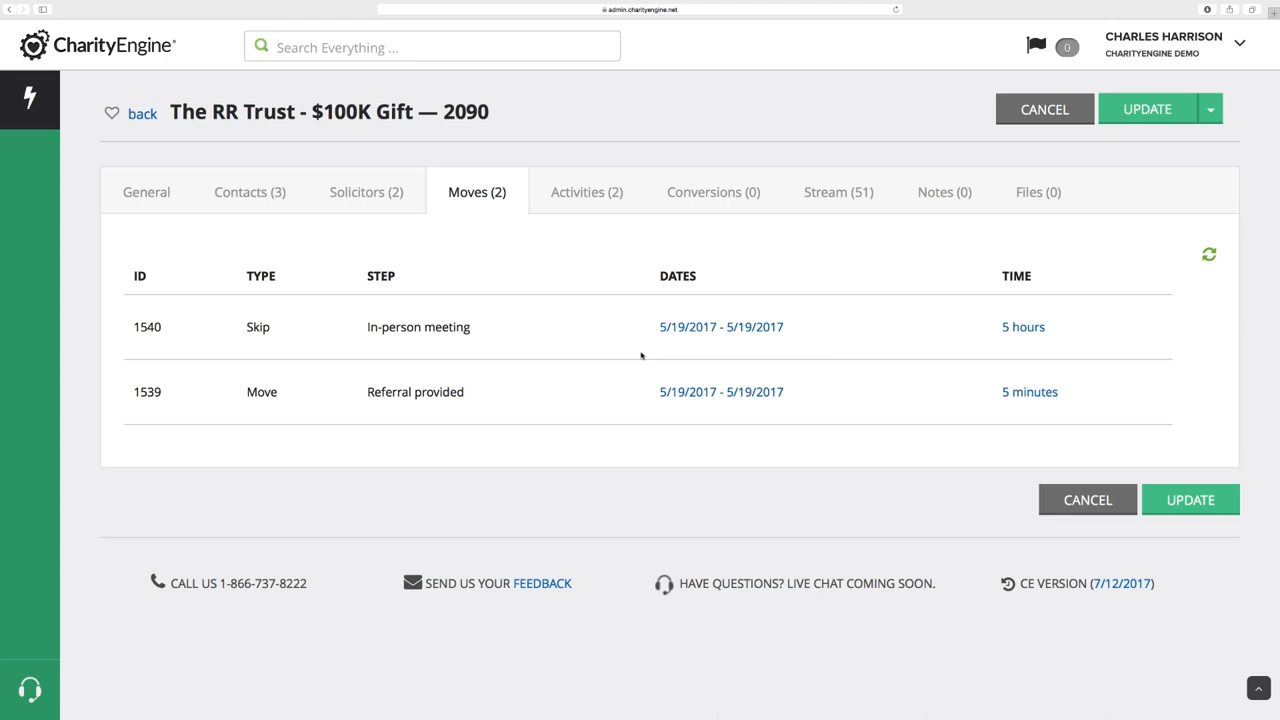 admin.charityengine.net
CharityEngine
Search Everything ...
0
CHARLES HARRISON
CHARITYENGINE DEMO
back
The RR Trust - $100K Gift — 2090
CANCEL
UPDATE
General
Contacts (3)
Solicitors (2)
Moves (2)
Activities (2)
Conversions (0)
Stream (51)
Notes (0)
Files (0)
ID TYPE STEP DATES TIME
1540 Skip In-person meeting 5/19/2017 - 5/19/2017 5 hours
1539 Move Referral provided 5/19/2017 - 5/19/2017 5 minutes
CANCEL
UPDATE
CALL US 1-866-737-8222
SEND US YOUR FEEDBACK
HAVE QUESTIONS? LIVE CHAT COMING SOON.
CE VERSION (7/12/2017)